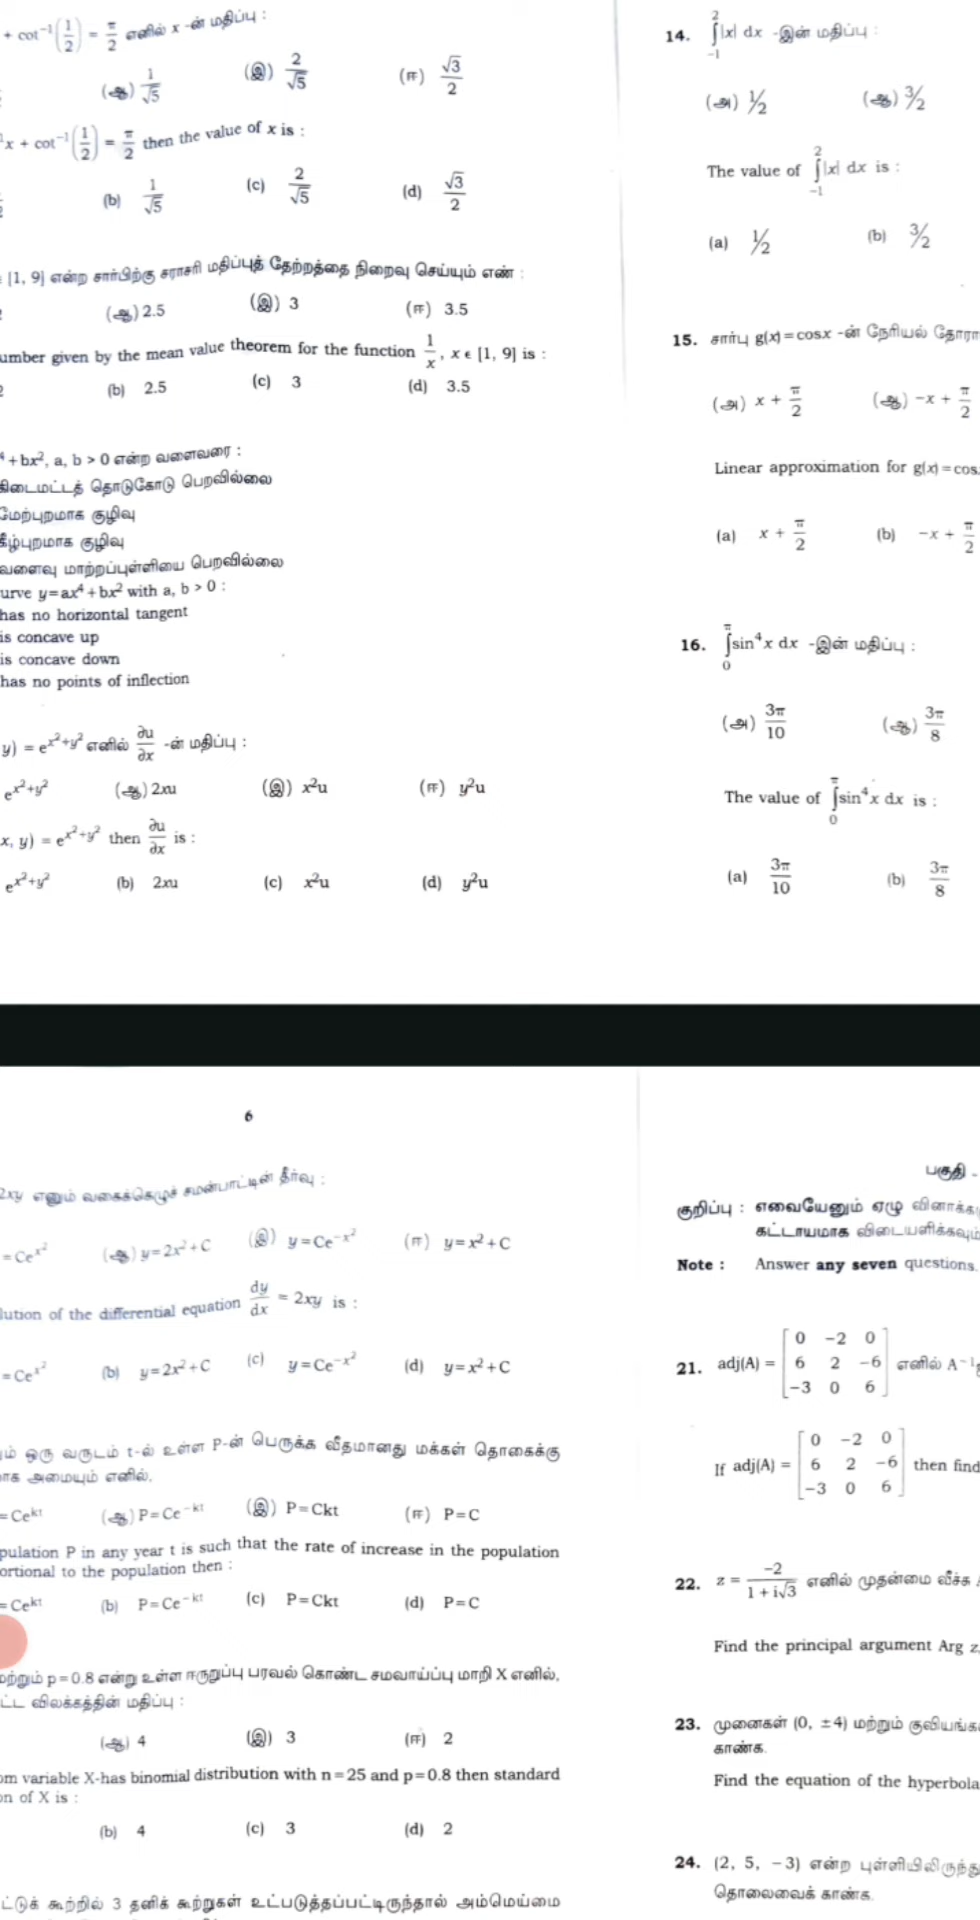 + cot⁻¹(1/2) = π/2 எனில் x -ன் மதிப்பு :
(ஆ) 1/√5 (இ) 2/√5 (ஈ) √3/2
x + cot⁻¹(1/2) = π/2 then the value of x is :
(b) 1/√5 (c) 2/√5 (d) √3/2
[1, 9] என்ற சார்பிற்கு சராசரி மதிப்புத் தேற்றத்தை நிறைவு செய்யும் எண் :
(ஆ) 2.5 (இ) 3 (ஈ) 3.5
umber given by the mean value theorem for the function 1/x, x ϵ [1, 9] is :
(b) 2.5 (c) 3 (d) 3.5
+bx², a, b > 0 என்ற வளைவரை :
கிடைமட்டத் தொடுகோடு பெறவில்லை
மேற்புறமாக குழிவு
கீழ்புறமாக குழிவு
வளைவு மாற்றப்புள்ளியை பெறவில்லை
urve y=ax⁴+bx² with a, b > 0 :
has no horizontal tangent
is concave up
is concave down
has no points of inflection
y) = e^(x²+y²) எனில் ∂u/∂x -ன் மதிப்பு :
e^(x²+y²) (ஆ) 2xu (இ) x²u (ஈ) y²u
x, y) = e^(x²+y²) then ∂u/∂x is :
e^(x²+y²) (b) 2xu (c) x²u (d) y²u
14. ∫₋₁²|x| dx -இன் மதிப்பு :
(அ) ½ (ஆ) 3/2
The value of ∫₋₁²|x| dx is :
(a) ½ (b) 3/2
15. சார்பு g(x)=cosx -ன் நேரியல் தோரா
(அ) x + π/2 (ஆ) −x + π/2
Linear approximation for g(x)=cos
(a) x + π/2 (b) −x + π/2
16. ∫₀^π sin⁴x dx -இன் மதிப்பு :
(அ) 3π/10 (ஆ) 3π/8
The value of ∫₀^π sin⁴x dx is :
(a) 3π/10 (b) 3π/8
6
2xy எனும் வகைக்கெழுச் சமன்பாட்டின் தீர்வு :
=Ce^(x²) (ஆ) y=2x²+C (இ) y=Ce^(−x²) (ஈ) y=x²+C
lution of the differential equation dy/dx = 2xy is :
=Ce^(x²) (b) y=2x²+C (c) y=Ce^(−x²) (d) y=x²+C
ஒரு வருடம் t-ல் உள்ள P-ன் பெருக்க வீதமானது மக்கள் தொகைக்கு
மாக அமையும் எனில்,
=Ce^(kt) (ஆ) P=Ce^(−kt) (இ) P=Ckt (ஈ) P=C
pulation P in any year t is such that the rate of increase in the population
ortional to the population then :
=Ce^(kt) (b) P=Ce^(−kt) (c) P=Ckt (d) P=C
மற்றும் p=0.8 என்று உள்ள ஈருறுப்பு பரவல் கொண்ட சமவாய்ப்பு மாறி X எனில்,
ட்ட விலக்கத்தின் மதிப்பு :
(ஆ) 4 (இ) 3 (ஈ) 2
om variable X-has binomial distribution with n=25 and p=0.8 then standard
on of X is :
(b) 4 (c) 3 (d) 2
ட்டுக் கூற்றில் 3 தனிக் கூற்றுகள் உட்படுத்தப்பட்டிருந்தால் அம்மெய்மை
பகுதி -
குறிப்பு : எவையேனும் ஏழு வினாக்க
கட்டாயமாக விடையளிக்கவும்
Note : Answer any seven questions.
21. adj(A) = [0 −2 0; 6 2 −6; −3 0 6] எனில் A⁻¹
If adj(A) = [0 −2 0; 6 2 −6; −3 0 6] then find
22. z = −2/(1+i√3) எனில் முதன்மை வீச்சு
Find the principal argument Arg z,
23. முனைகள் (0, ±4) மற்றும் குவியங்க
காண்க.
Find the equation of the hyperbola
24. (2, 5, −3) என்ற புள்ளியிலிருந்து
தொலைவைக் காண்க.